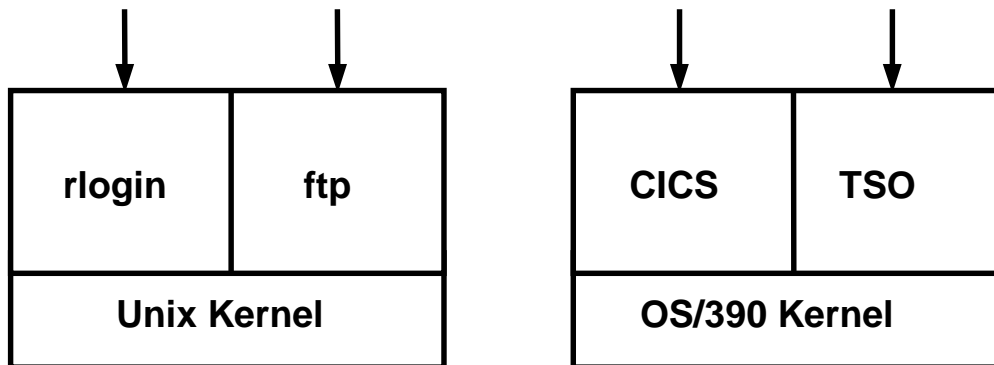 rlogin
ftp
CICS
TSO
Unix Kernel
OS/390 Kernel